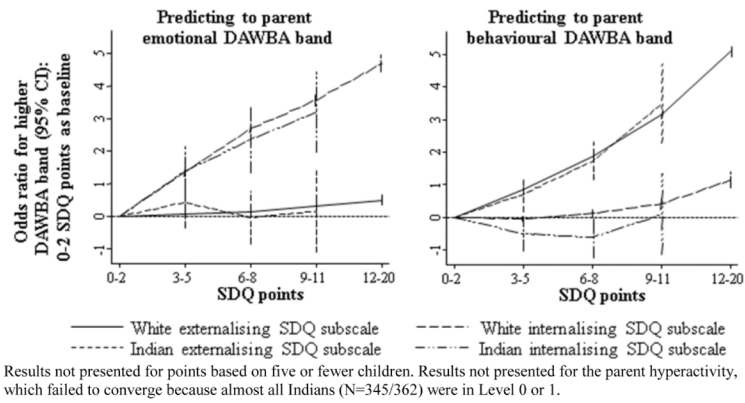 Predicting to parent
emotional DAWBA band
Predicting to parent
behavioural DAWBA band
Odds ratio for higher
DAWBA band (95% CI):
0-2 SDQ points as baseline
5
4
3
2
1
0
-1
0-2 3-5 6-8 9-11 12-20
SDQ points
5
4
3
2
1
0
-1
0-2 3-5 6-8 9-11 12-20
SDQ points
White externalising SDQ subscale
Indian externalising SDQ subscale
White internalising SDQ subscale
Indian internalising SDQ subscale
Results not presented for points based on five or fewer children. Results not presented for the parent hyperactivity,
which failed to converge because almost all Indians (N=345/362) were in Level 0 or 1.